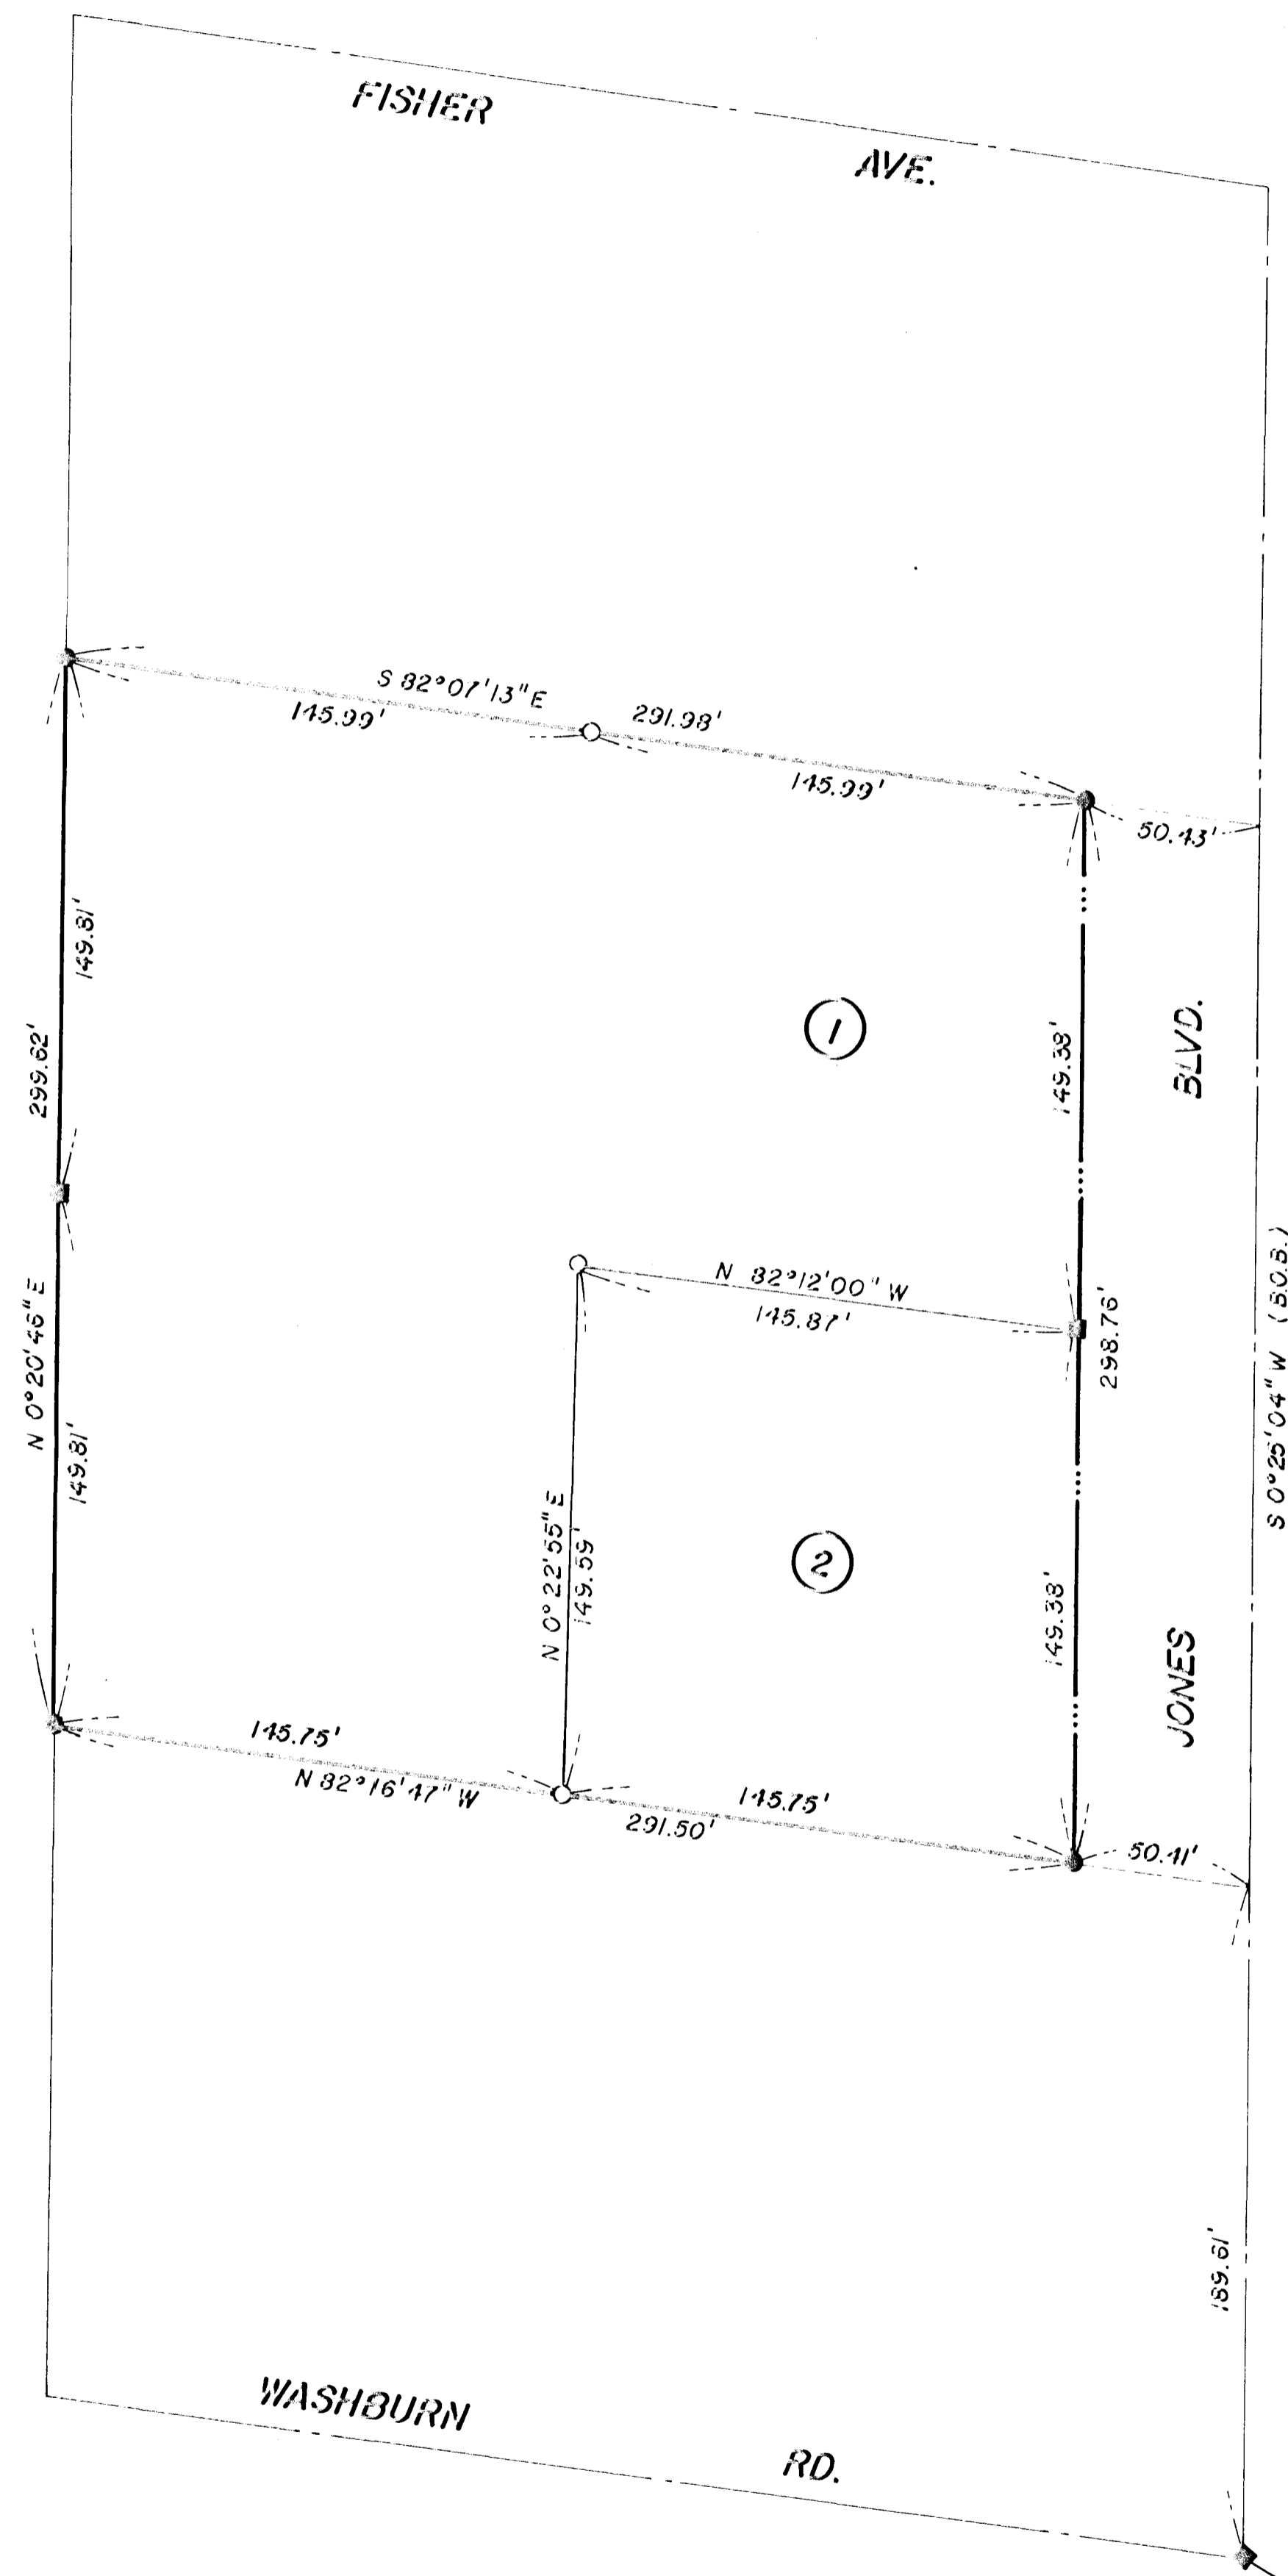 FISHER
AVE.
S 82°07'13" E
145.99'
291.98'
145.99'
50.43'
149.81'
299.62'
149.38'
BLVD.
1
N 82°12'00" W
145.87'
298.76'
S 0°25'04" W (B.O.B.)
N 0°20'46" E
149.81'
N 0°22'55" E
149.59'
2
149.38'
JONES
145.75'
N 82°16'47" W
145.75'
291.50'
50.41'
189.61'
WASHBURN
RD.